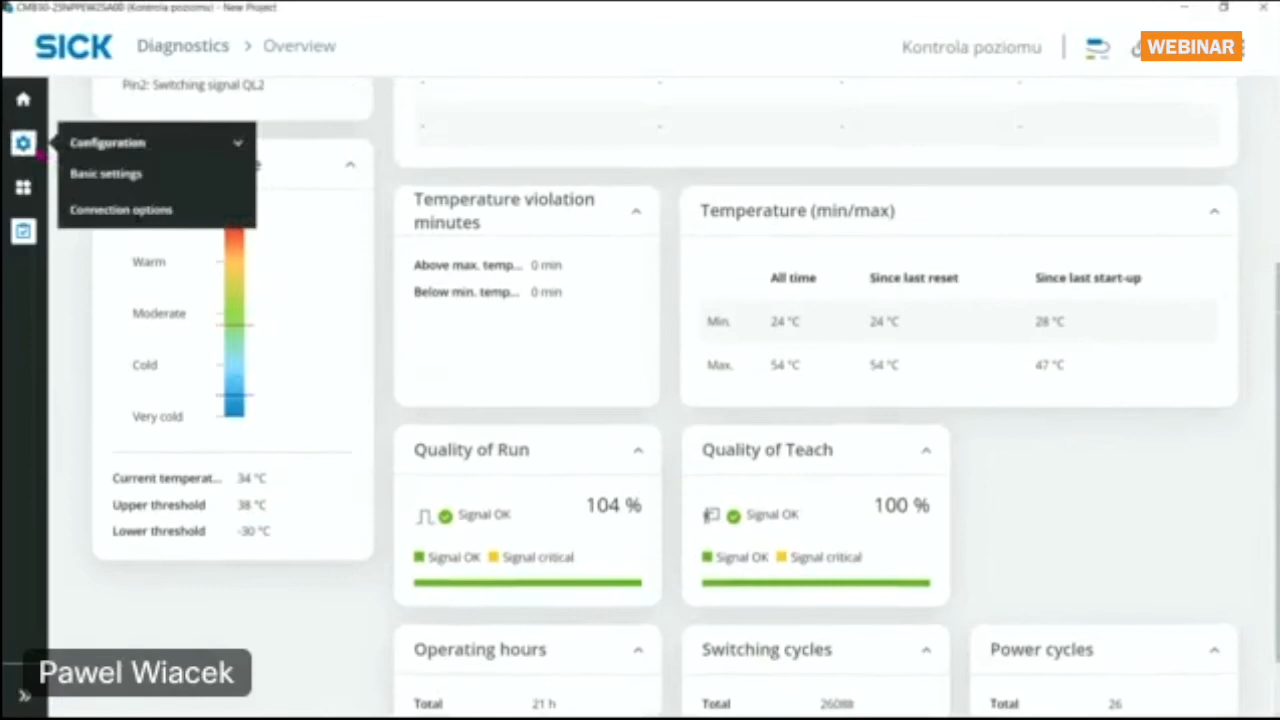 (Kontrola poziomu) - New Project
SICK
Diagnostics > Overview
Kontrola poziomu
WEBINAR
Pin2: Switching signal QL2
- - - -
- - - -
Configuration
Basic settings
Connection options
Warm
Moderate
Cold
Very cold
Current temperat... 34 °C
Upper threshold 38 °C
Lower threshold -30 °C
Temperature violation
minutes
Above max. temp... 0 min
Below min. temp... 0 min
Temperature (min/max)
All time Since last reset Since last start-up
Min. 24 °C 24 °C 28 °C
Max. 54 °C 54 °C 47 °C
Quality of Run
Signal OK 104 %
Signal OK Signal critical
Quality of Teach
Signal OK 100 %
Signal OK Signal critical
Operating hours
Total 21 h
Switching cycles
Total 26088
Power cycles
Total 26
Pawel Wiacek